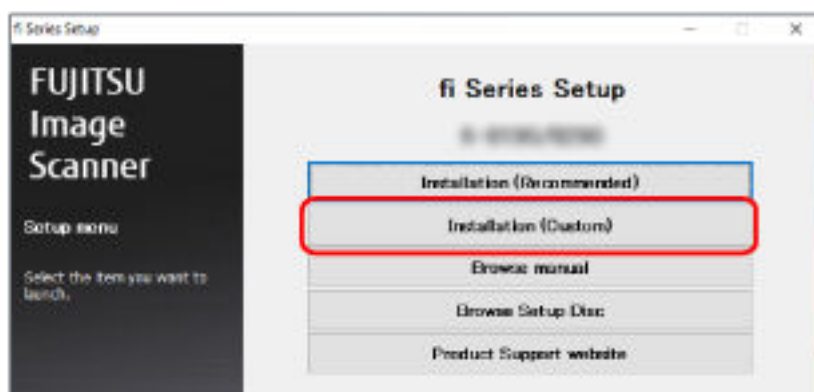 fi Series Setup
FUJITSU
Image
Scanner
Setup menu
Select the item you want to
launch.
fi Series Setup
Installation (Recommended)
Installation (Custom)
Browse manual
Browse Setup Disc
Product Support website